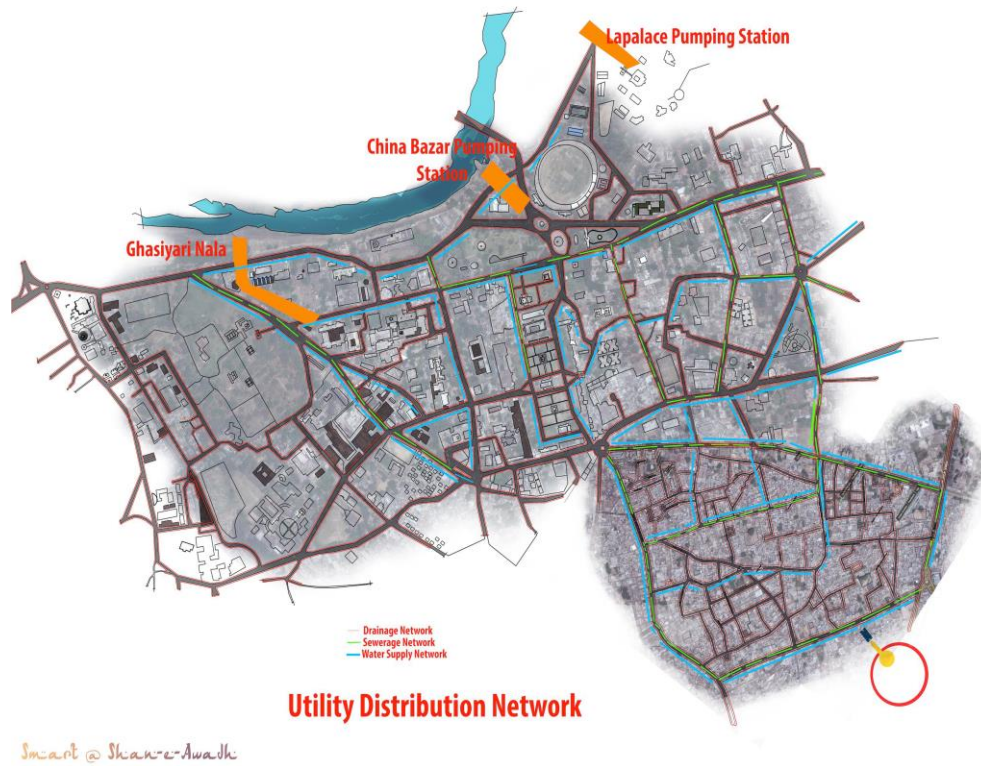 Lapalace Pumping Station
China Bazar Pumping
Station
Ghasiyari Nala
Drainage Network
Sewerage Network
Water Supply Network
Utility Distribution Network
Smart @ Shan-e-Awadh